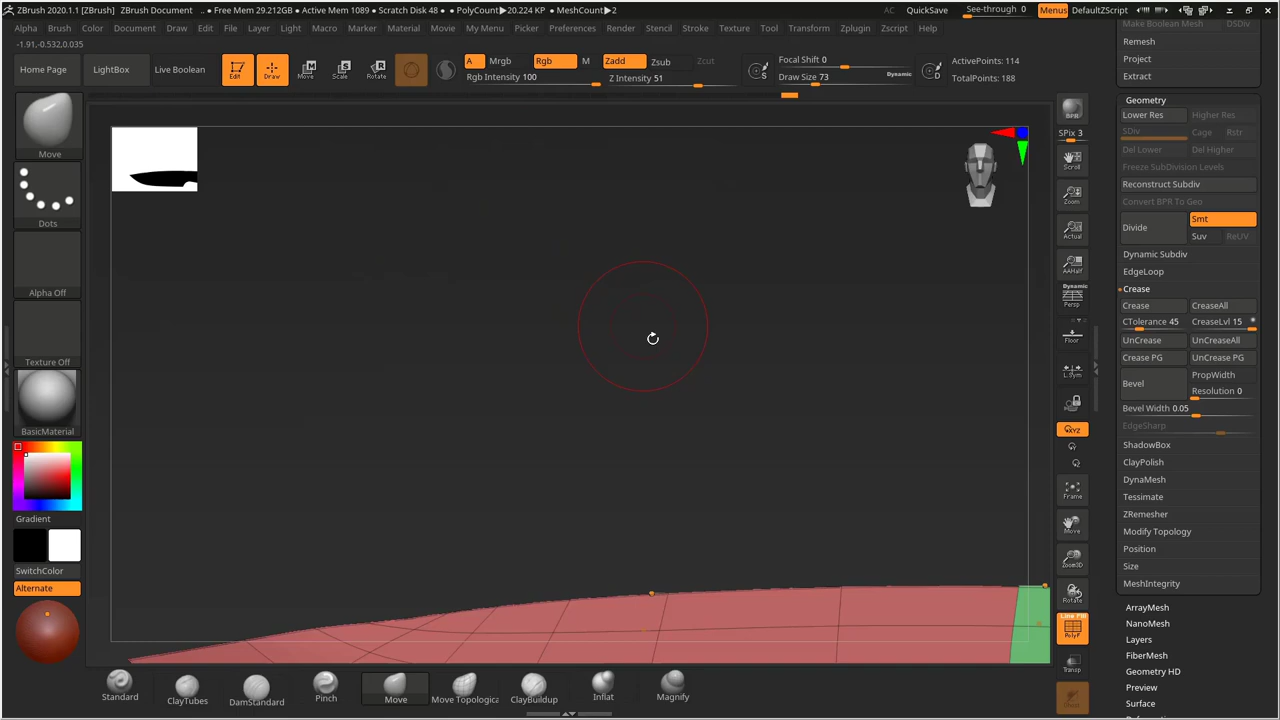 ZBrush 2020.1.1 [ZBrush]   ZBrush Document   .. ● Free Mem 29.212GB ● Active Mem 1089 ● Scratch Disk 48 ● PolyCount▶20.224 KP ● MeshCount▶2 AC QuickSave See-through 0 Menus DefaultZScript
Alpha Brush Color Document Draw Edit File Layer Light Macro Marker Material Movie My Menu Picker Preferences Render Stencil Stroke Texture Tool Transform Zplugin Zscript Help
-1.91,-0.532,0.035
Home Page LightBox Live Boolean
Edit Draw Move Scale Rotate
A Mrgb Rgb M Zadd Zsub Zcut
Rgb Intensity 100 Z Intensity 51
Focal Shift 0
Draw Size 73 Dynamic
ActivePoints: 114
TotalPoints: 188
Move
Dots
Alpha Off
Texture Off
BasicMaterial
Gradient
SwitchColor
Alternate
Standard ClayTubes DamStandard Pinch Move Move Topologica ClayBuildup Inflat Magnify
BPR
SPix 3
Scroll
Zoom
Actual
AAHalf
Dynamic
Persp
Floor
L.Sym
XYZ
Frame
Move
Zoom3D
Rotate
Line Fill
PolyF
Transp
Make Boolean Mesh DSDiv
Remesh
Project
Extract
Geometry
Lower Res Higher Res
SDiv Cage Rstr
Del Lower Del Higher
Freeze SubDivision Levels
Reconstruct Subdiv
Convert BPR To Geo
Divide Smt
Suv ReUV
Dynamic Subdiv
EdgeLoop
Crease
Crease CreaseAll
CTolerance 45 CreaseLvl 15
UnCrease UnCreaseAll
Crease PG UnCrease PG
Bevel PropWidth
Resolution 0
Bevel Width 0.05
EdgeSharp
ShadowBox
ClayPolish
DynaMesh
Tessimate
ZRemesher
Modify Topology
Position
Size
MeshIntegrity
ArrayMesh
NanoMesh
Layers
FiberMesh
Geometry HD
Preview
Surface